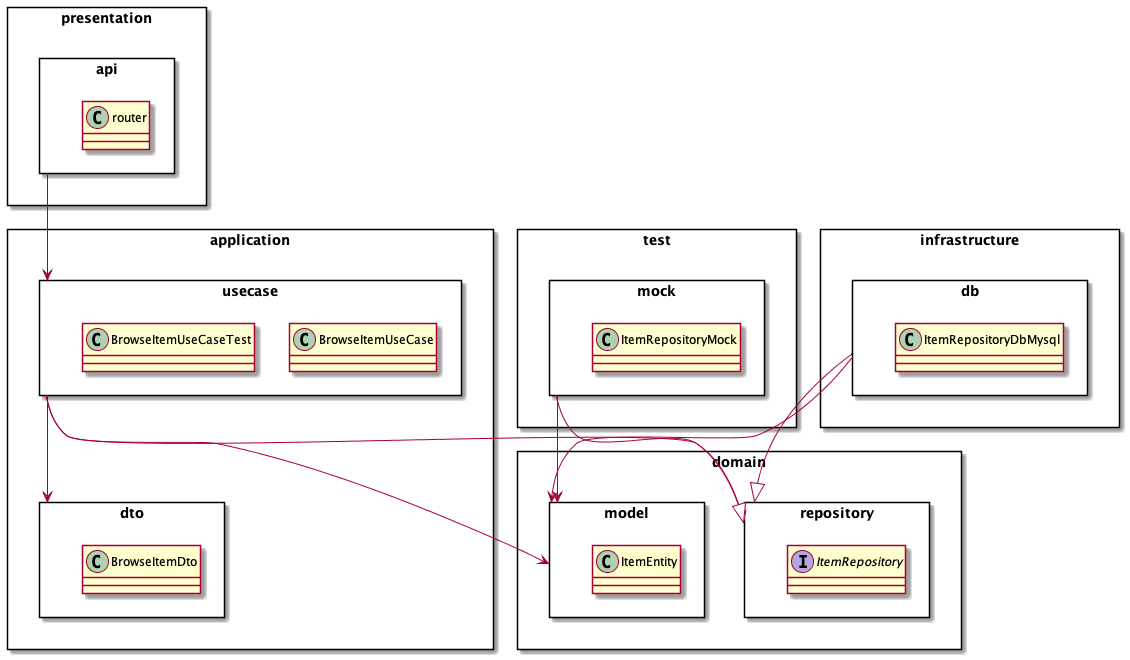 presentation
api
C router
application
usecase
C BrowseItemUseCaseTest
C BrowseItemUseCase
test
mock
C ItemRepositoryMock
infrastructure
db
C ItemRepositoryDbMysql
dto
C BrowseItemDto
domain
model
C ItemEntity
repository
I ItemRepository